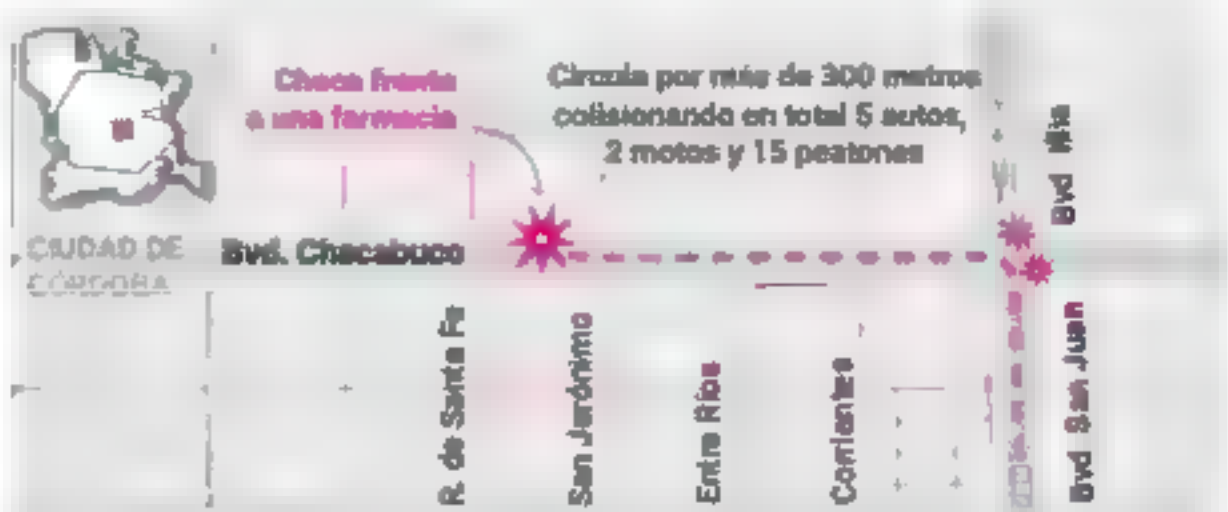 Choca frente
a una farmacia
Circula por más de 300 metros
colisionando en total 5 autos,
2 motos y 15 peatones
Bvd.
CIUDAD DE
CÓRDOBA
Bvd. Chacabuco
R. de Santa Fe
San Jerónimo
Entre Ríos
Corrientes
Bvd San Juan